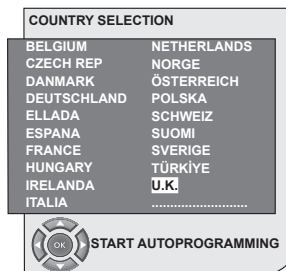 COUNTRY SELECTION
BELGIUM NETHERLANDS
CZECH REP NORGE
DANMARK ÖSTERREICH
DEUTSCHLAND POLSKA
ELLADA SCHWEIZ
ESPANA SUOMI
FRANCE SVERIGE
HUNGARY TÜRKİYE
IRELANDA U.K.
ITALIA ..........................
OK START AUTOPROGRAMMING